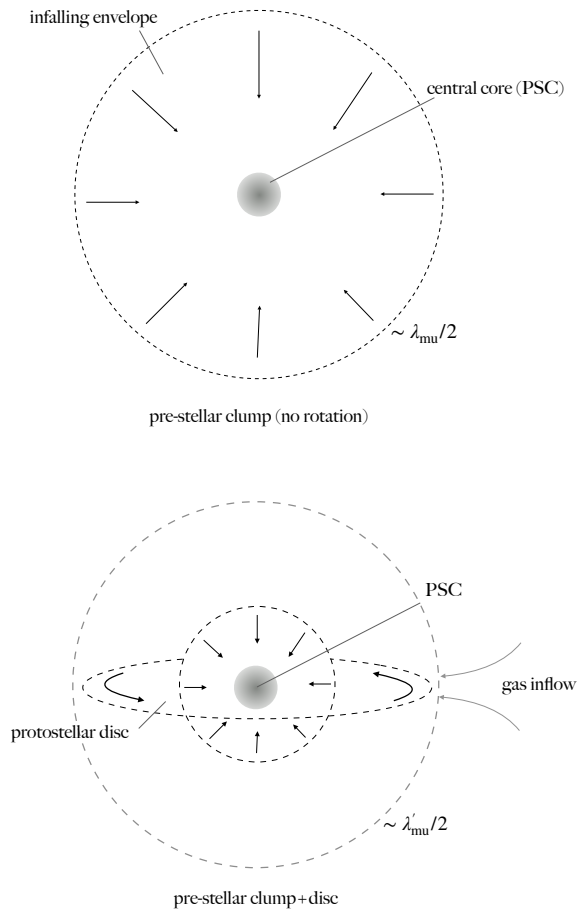 infalling envelope
central core (PSC)
∼ λmu/2
pre-stellar clump (no rotation)
PSC
gas inflow
protostellar disc
∼ λ′mu/2
pre-stellar clump+disc